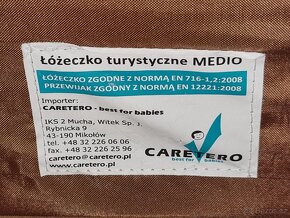 Łóżeczko turystyczne MEDIO
ŁÓŻECZKO ZGODNE Z NORMĄ EN 716-1,2:2008
PRZEWIJAK ZGODNY Z NORMĄ EN 12221:2008
Importer:
CARETERO - best for babies
IKS 2 Mucha, Witek Sp. j.
Rybnicka 9
43-190 Mikołów
tel. +48 32 226 06 06
fax +48 32 226 25 96
caretero@caretero.pl
www.caretero.pl
CARETERO
best for babies